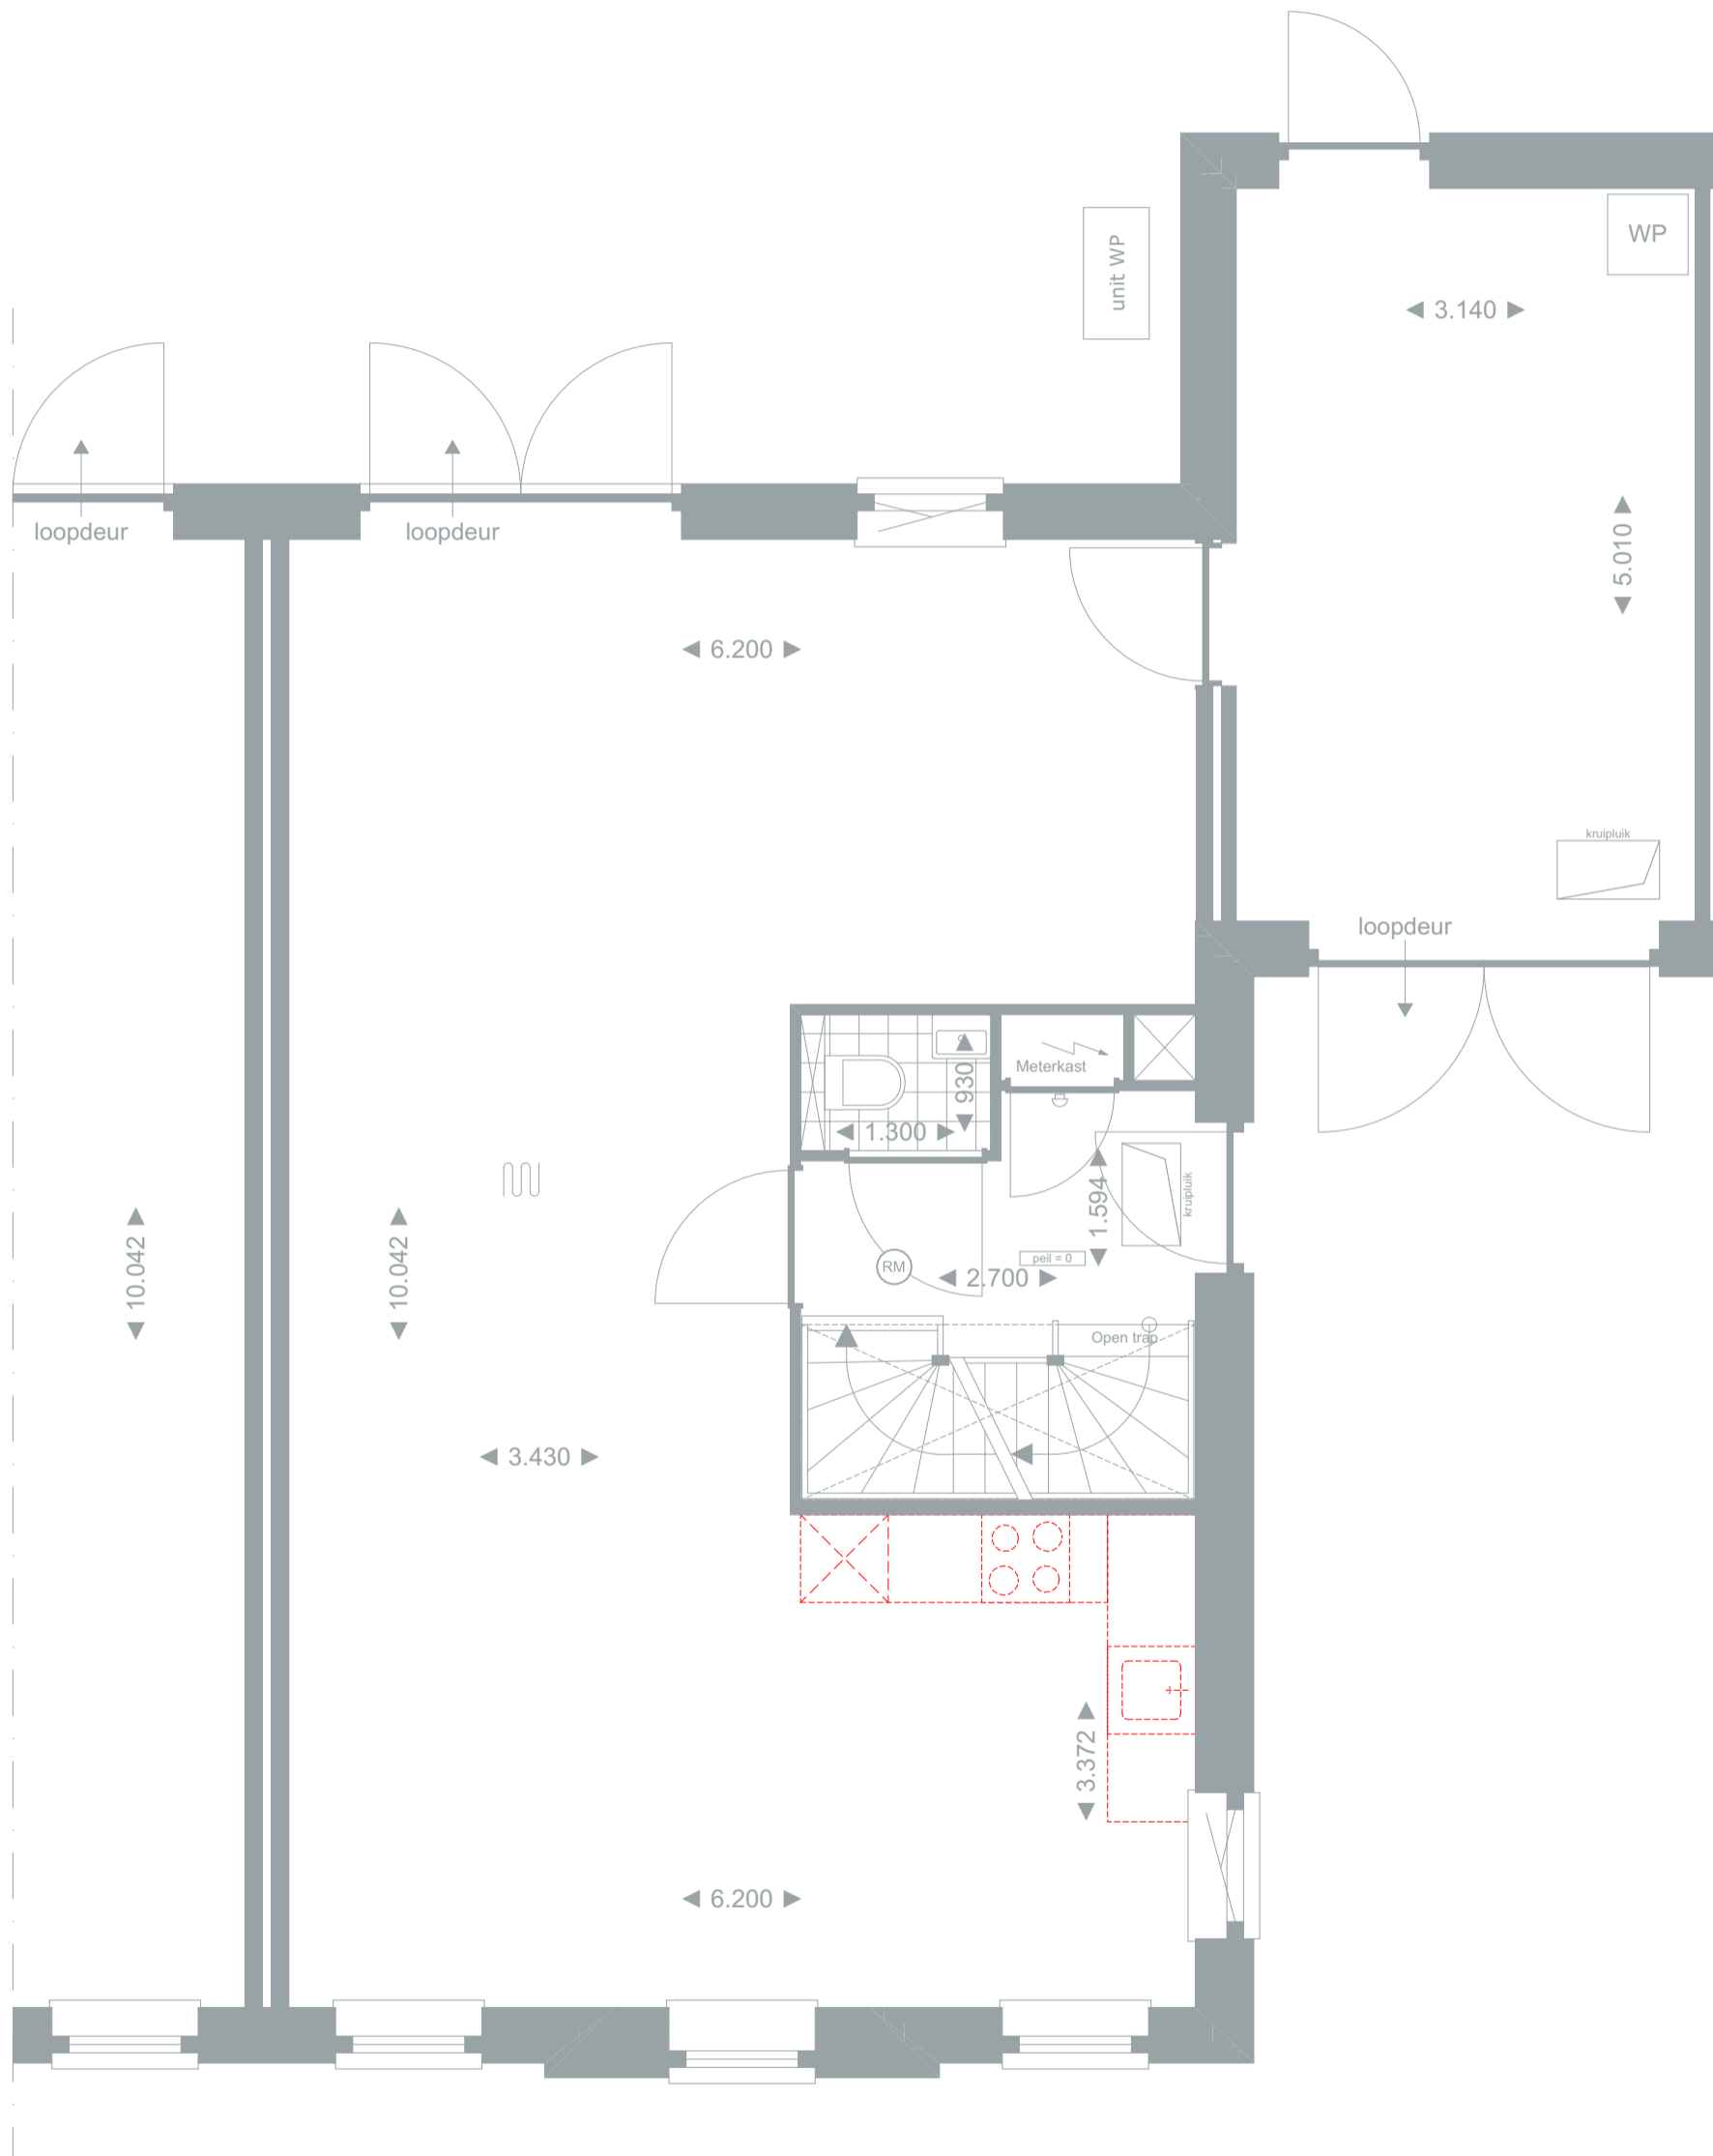 WP
unit WP
3.140
loopdeur
loopdeur
5.010
6.200
kruipluik
loopdeur
Meterkast
930
1.300
kruipluik
1.594
peil = 0
RM
2.700
10.042
10.042
Open trap
3.430
3.372
6.200